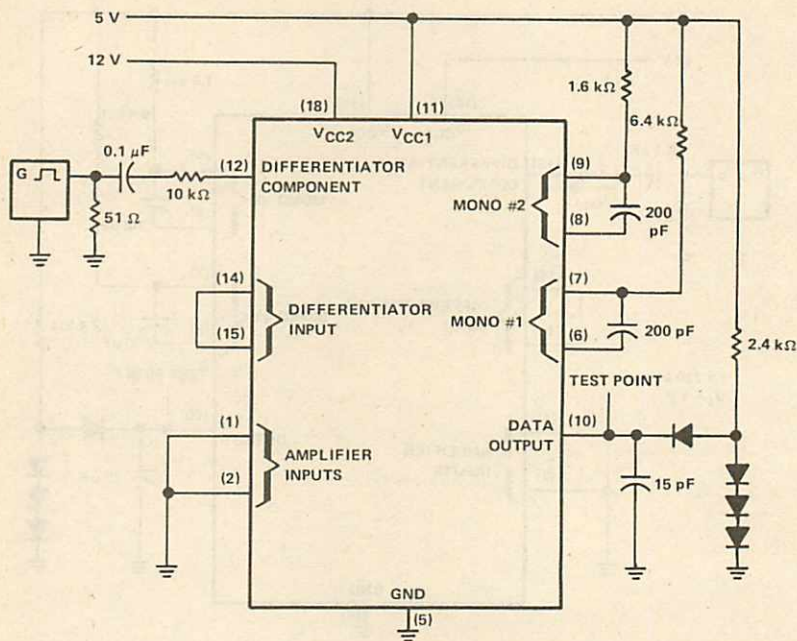 5 V
12 V
(18)
(11)
VCC2
VCC1
1.6 kΩ
6.4 kΩ
0.1 μF
(12)
DIFFERENTIATOR
COMPONENT
G
10 kΩ
51 Ω
(9)
MONO #2
(8)
200
pF
(14)
DIFFERENTIATOR
INPUT
(15)
(7)
MONO #1
(6)
200 pF
2.4 kΩ
TEST POINT
(1)
AMPLIFIER
INPUTS
(2)
DATA
OUTPUT
(10)
15 pF
GND
(5)